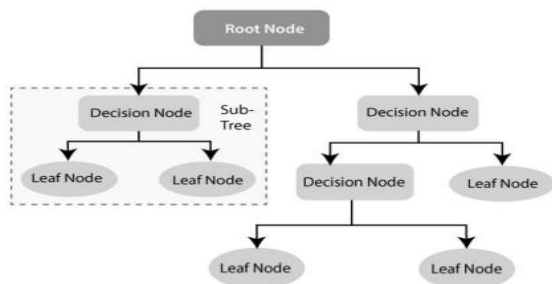 Root Node
Decision Node
Sub-
Tree
Decision Node
Leaf Node
Leaf Node
Decision Node
Leaf Node
Leaf Node
Leaf Node